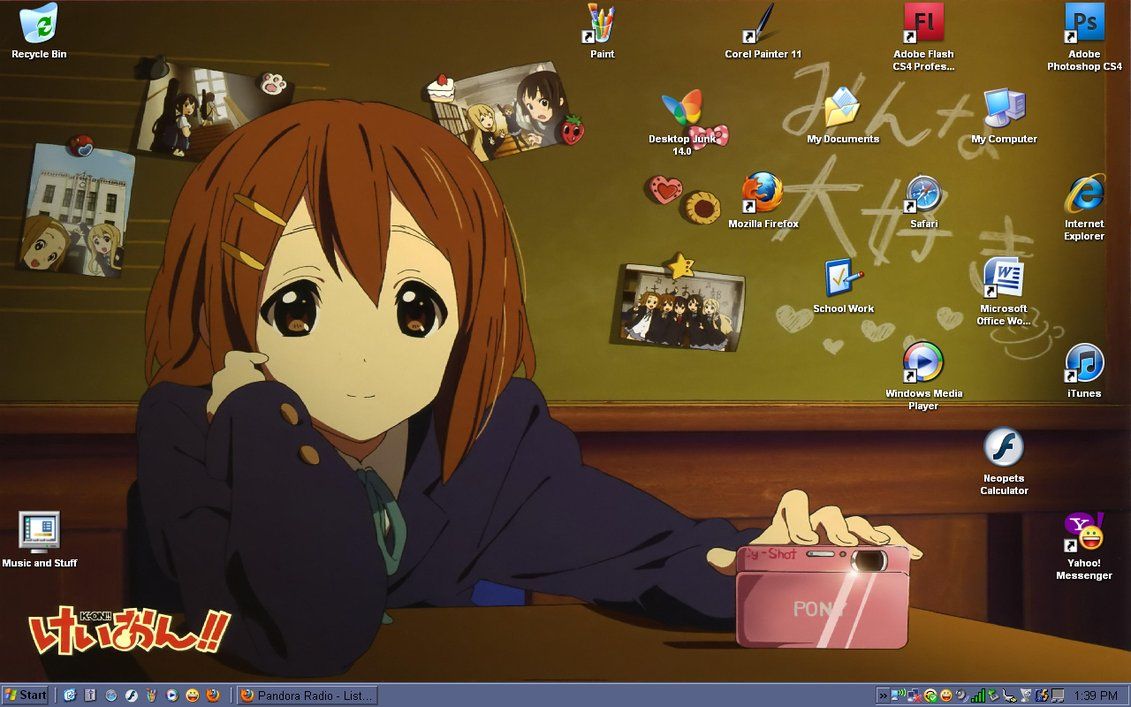 Recycle Bin
Paint
Corel Painter 11
Adobe Flash
CS4 Profes...
Adobe
Photoshop CS4
Desktop Junk
14.0
My Documents
My Computer
みんな
大好き
Mozilla Firefox
Safari
Internet
Explorer
School Work
Microsoft
Office Wo...
Windows Media
Player
iTunes
Neopets
Calculator
Music and Stuff
Yahoo!
Messenger
Cy-Shot
PONY
K-ON!!
けいおん!!
Start
Pandora Radio - List...
1:39 PM